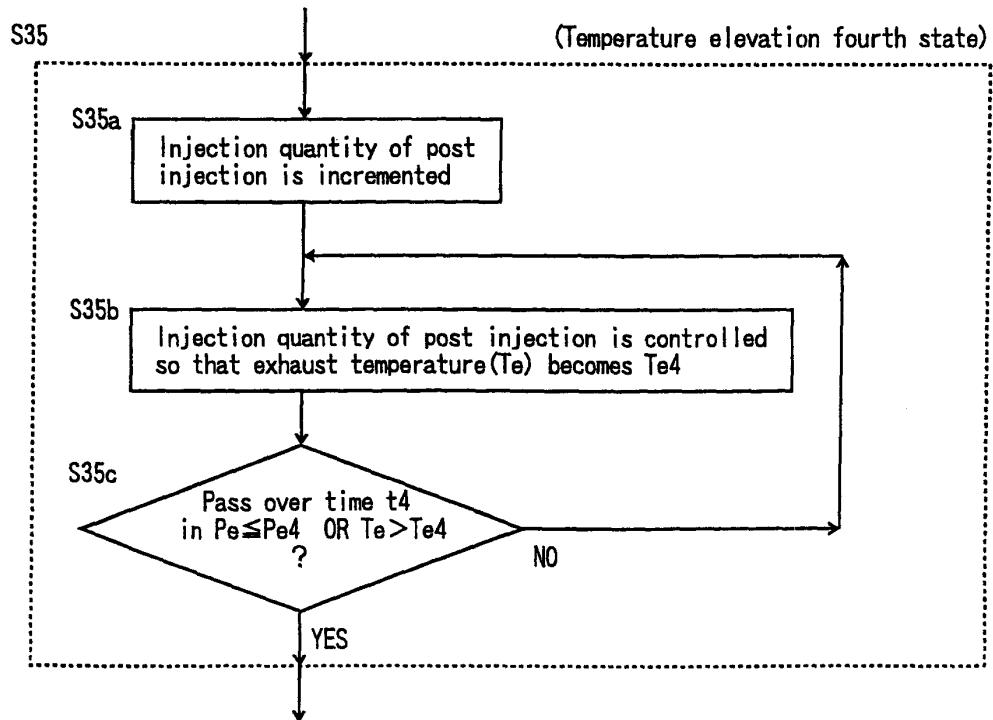 S35
(Temperature elevation fourth state)
S35a
Injection quantity of post
injection is incremented
S35b
Injection quantity of post injection is controlled
so that exhaust temperature(Te) becomes Te4
S35c
Pass over time t4
in Pe≦Pe4 OR Te>Te4
?
NO
YES